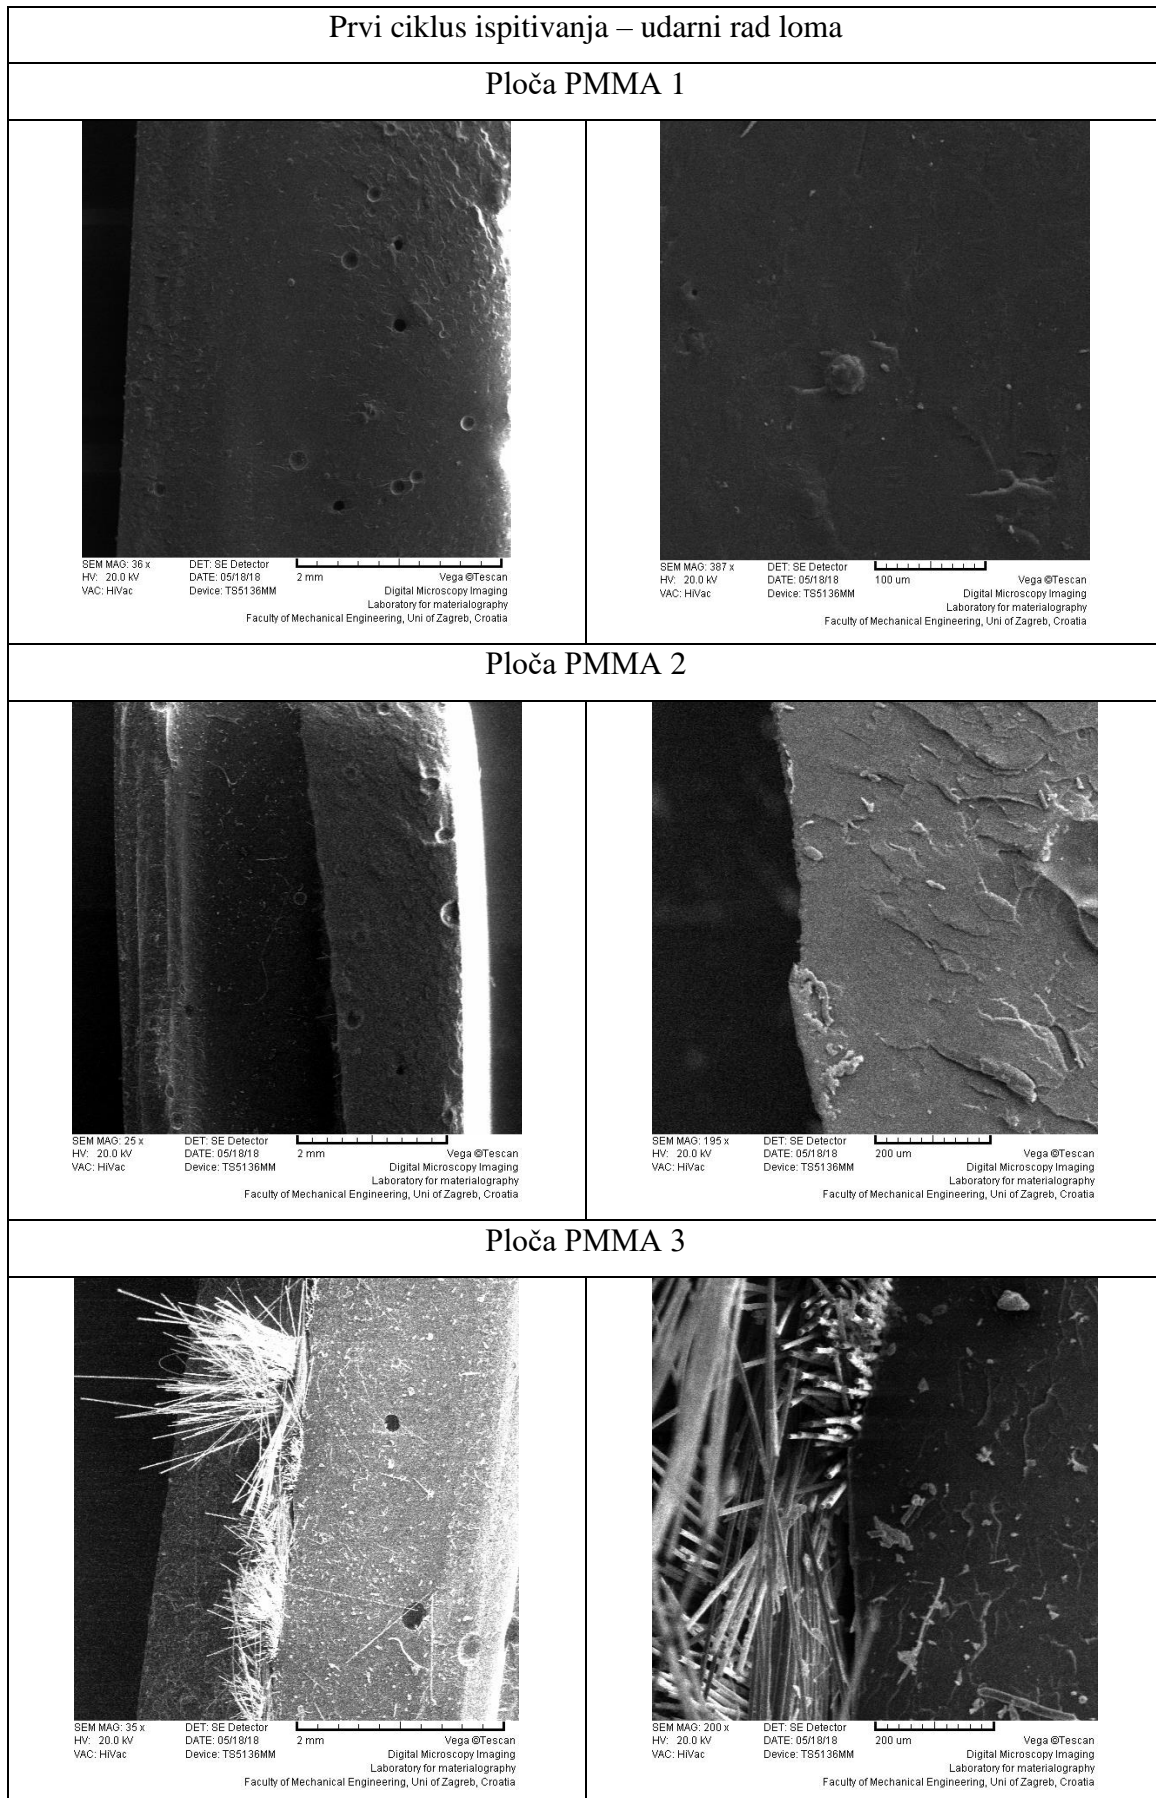 Prvi ciklus ispitivanja – udarni rad loma
Ploča PMMA 1
SEM MAG: 36 x DET: SE Detector
HV: 20.0 kV DATE: 05/18/18 2 mm Vega ©Tescan
VAC: HiVac Device: TS5136MM Digital Microscopy Imaging
Laboratory for materialography
Faculty of Mechanical Engineering, Uni of Zagreb, Croatia
SEM MAG: 387 x DET: SE Detector
HV: 20.0 kV DATE: 05/18/18 100 um Vega ©Tescan
VAC: HiVac Device: TS5136MM Digital Microscopy Imaging
Laboratory for materialography
Faculty of Mechanical Engineering, Uni of Zagreb, Croatia
Ploča PMMA 2
SEM MAG: 25 x DET: SE Detector
HV: 20.0 kV DATE: 05/18/18 2 mm Vega ©Tescan
VAC: HiVac Device: TS5136MM Digital Microscopy Imaging
Laboratory for materialography
Faculty of Mechanical Engineering, Uni of Zagreb, Croatia
SEM MAG: 195 x DET: SE Detector
HV: 20.0 kV DATE: 05/18/18 200 um Vega ©Tescan
VAC: HiVac Device: TS5136MM Digital Microscopy Imaging
Laboratory for materialography
Faculty of Mechanical Engineering, Uni of Zagreb, Croatia
Ploča PMMA 3
SEM MAG: 35 x DET: SE Detector
HV: 20.0 kV DATE: 05/18/18 2 mm Vega ©Tescan
VAC: HiVac Device: TS5136MM Digital Microscopy Imaging
Laboratory for materialography
Faculty of Mechanical Engineering, Uni of Zagreb, Croatia
SEM MAG: 200 x DET: SE Detector
HV: 20.0 kV DATE: 05/18/18 200 um Vega ©Tescan
VAC: HiVac Device: TS5136MM Digital Microscopy Imaging
Laboratory for materialography
Faculty of Mechanical Engineering, Uni of Zagreb, Croatia